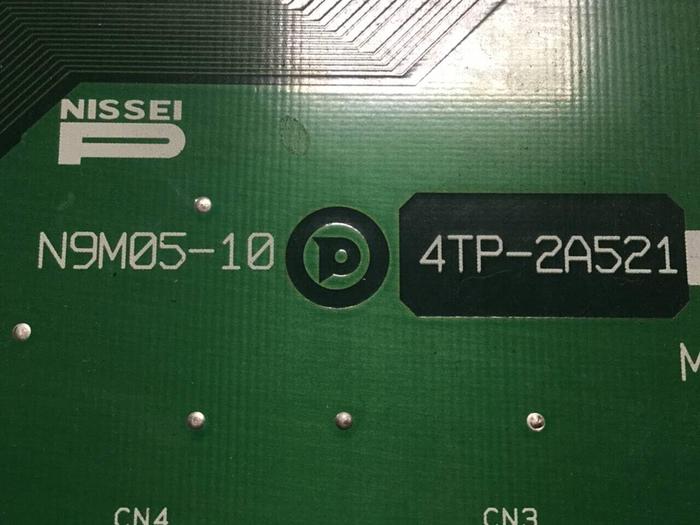 NISSEI
P
N9M05-10 P 4TP-2A521
M
CN4 CN3